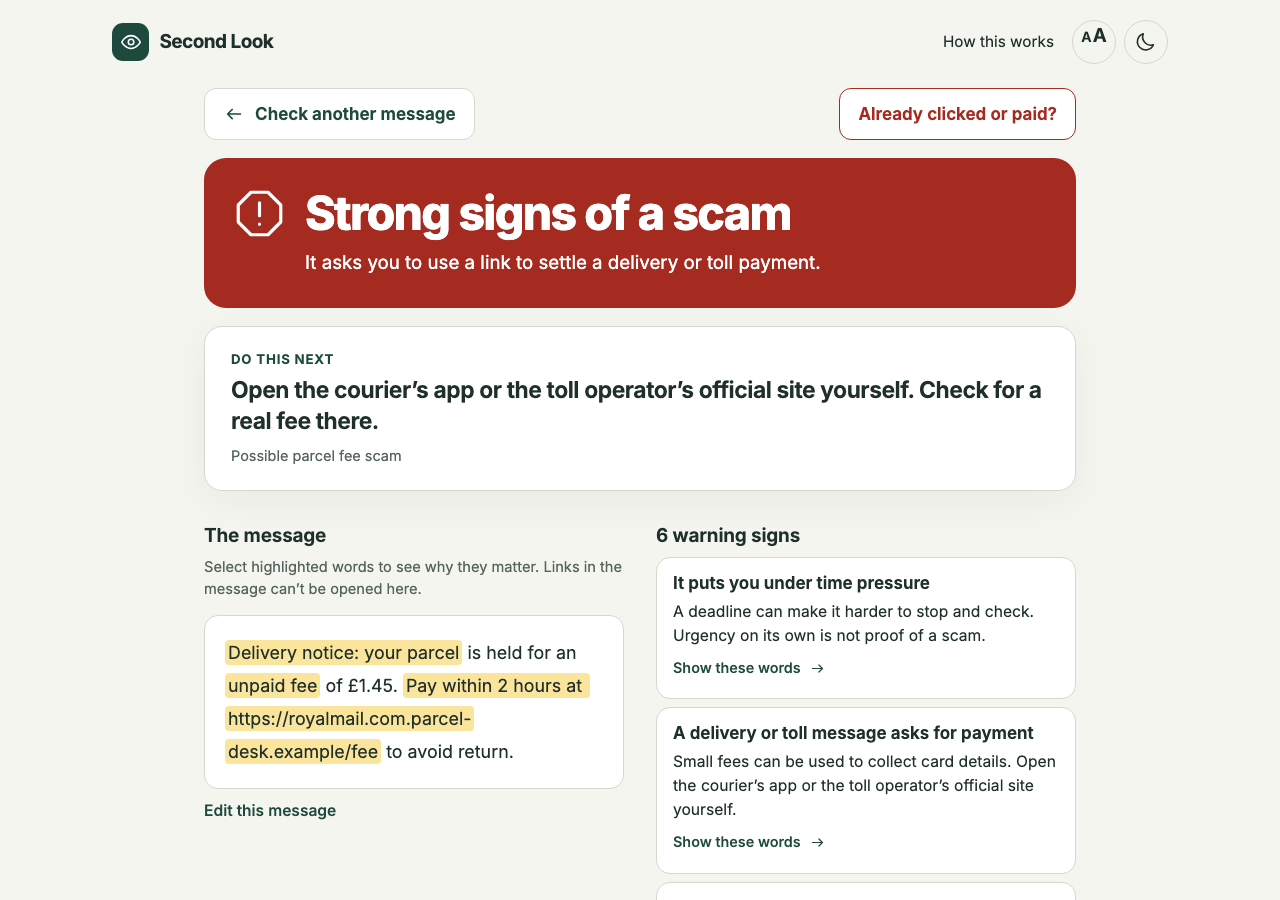 Second Look
How this works
AA
Check another message
Already clicked or paid?
Strong signs of a scam
It asks you to use a link to settle a delivery or toll payment.
DO THIS NEXT
Open the courier’s app or the toll operator’s official site yourself. Check for a
real fee there.
Possible parcel fee scam
The message
Select highlighted words to see why they matter. Links in the
message can’t be opened here.
Delivery notice: your parcel is held for an
unpaid fee of £1.45. Pay within 2 hours at
https://royalmail.com.parcel-
desk.example/fee to avoid return.
Edit this message
6 warning signs
It puts you under time pressure
A deadline can make it harder to stop and check.
Urgency on its own is not proof of a scam.
Show these words
A delivery or toll message asks for payment
Small fees can be used to collect card details. Open
the courier’s app or the toll operator’s official site
yourself.
Show these words